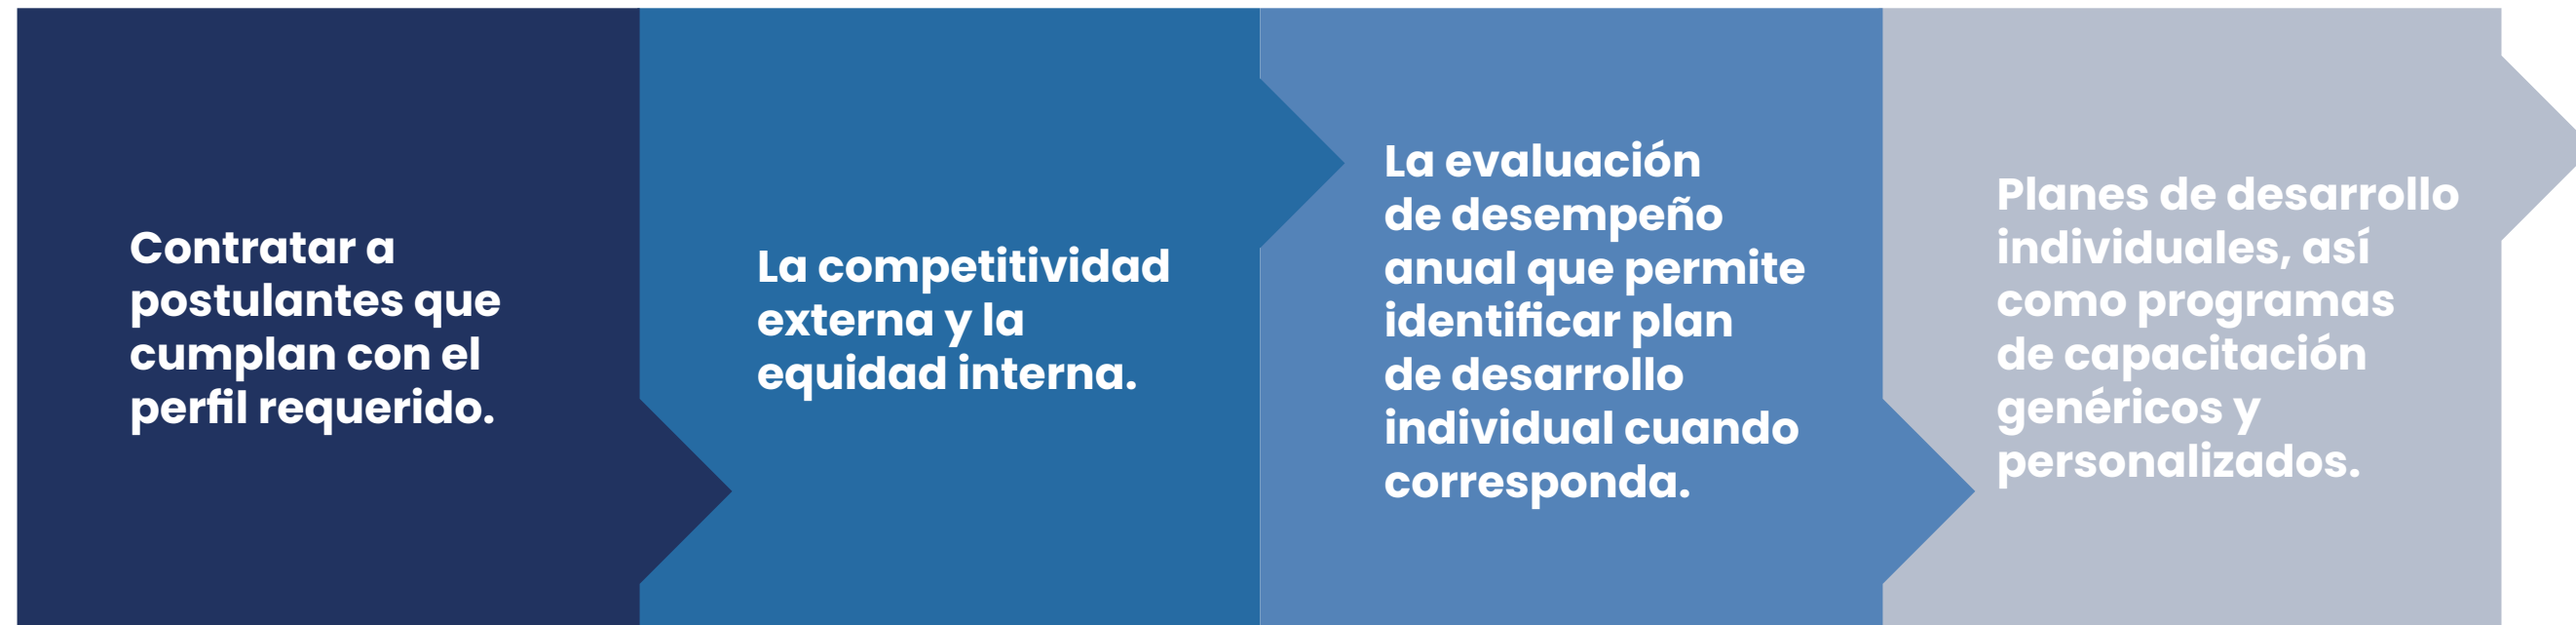 Contratar a
postulantes que
cumplan con el
perfil requerido.
La competitividad
externa y la
equidad interna.
La evaluación
de desempeño
anual que permite
identificar plan
de desarrollo
individual cuando
corresponda.
Planes de desarrollo
individuales, así
como programas
de capacitación
genéricos y
personalizados.